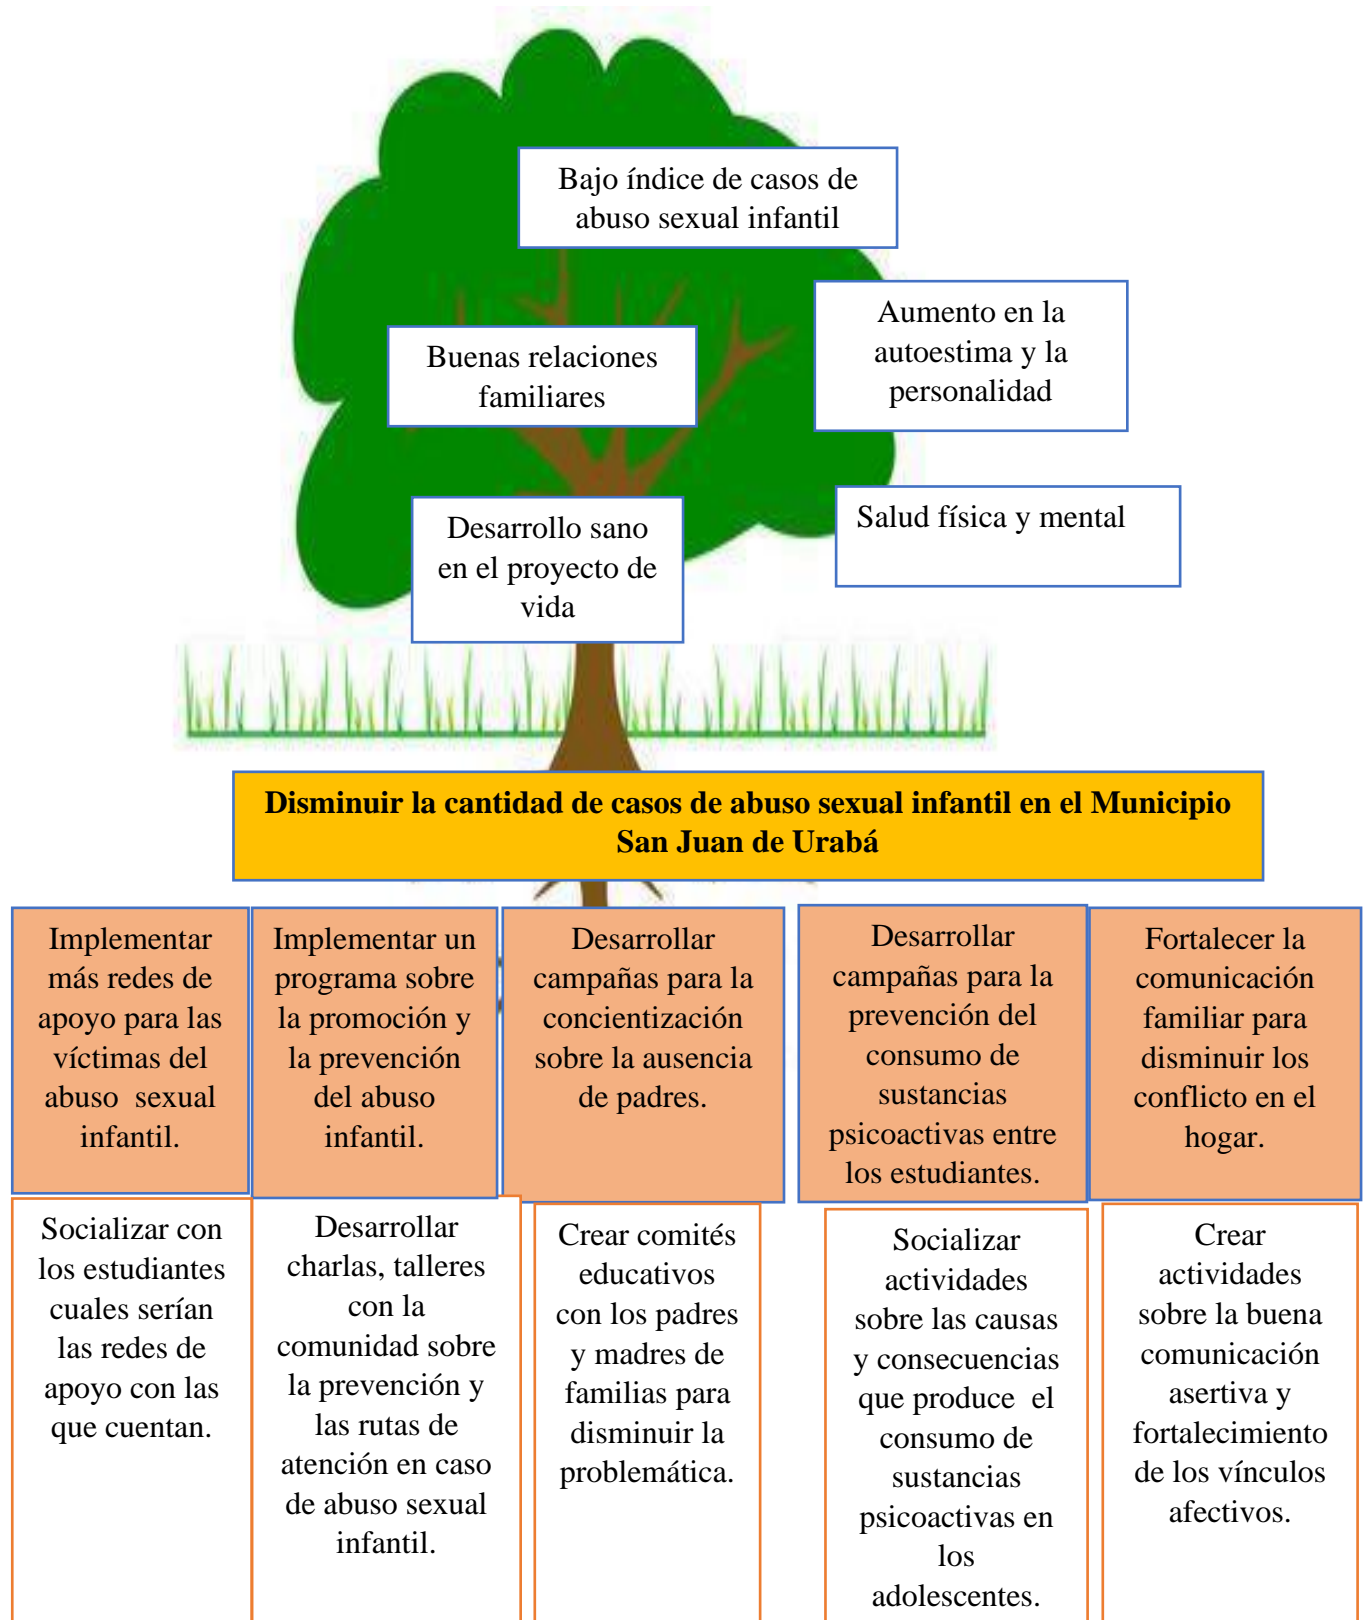 Bajo índice de casos de
abuso sexual infantil
Aumento en la
autoestima y la
personalidad
Buenas relaciones
familiares
Salud física y mental
Desarrollo sano
en el proyecto de
vida
Disminuir la cantidad de casos de abuso sexual infantil en el Municipio
San Juan de Urabá
Implementar
más redes de
apoyo para las
víctimas del
abuso  sexual
infantil.
Implementar un
programa sobre
la promoción y
la prevención
del abuso
infantil.
Desarrollar
campañas para la
concientización
sobre la ausencia
de padres.
Desarrollar
campañas para la
prevención del
consumo de
sustancias
psicoactivas entre
los estudiantes.
Fortalecer la
comunicación
familiar para
disminuir los
conflicto en el
hogar.
Socializar con
los estudiantes
cuales serían
las redes de
apoyo con las
que cuentan.
Desarrollar
charlas, talleres
con la
comunidad sobre
la prevención y
las rutas de
atención en caso
de abuso sexual
infantil.
Crear comités
educativos
con los padres
y madres de
familias para
disminuir la
problemática.
Socializar
actividades
sobre las causas
y consecuencias
que produce  el
consumo de
sustancias
psicoactivas en
los
adolescentes.
Crear
actividades
sobre la buena
comunicación
asertiva y
fortalecimiento
de los vínculos
afectivos.